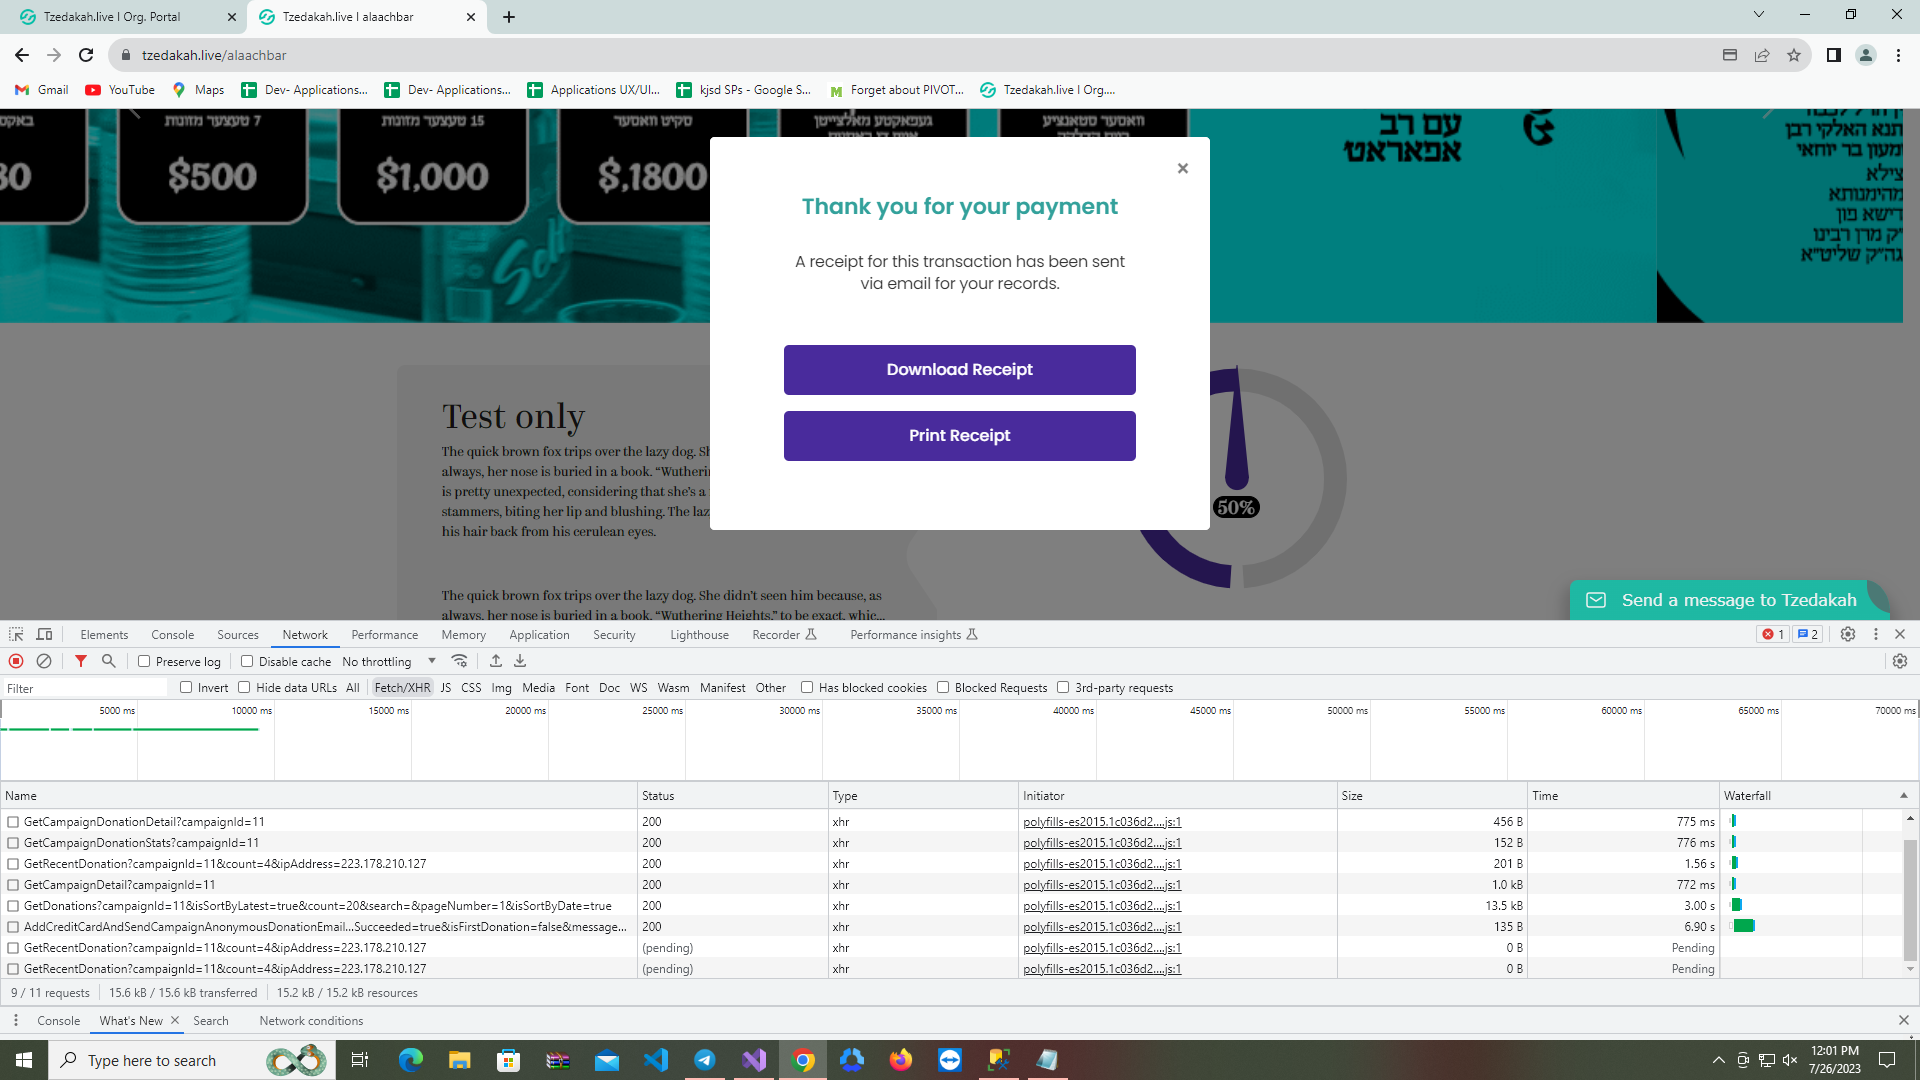 Tzedakah.live I Org. Portal
Tzedakah.live I alaachbar
tzedakah.live/alaachbar
Gmail
YouTube
Maps
Dev- Applications...
Dev- Applications...
Applications UX/UI...
kjsd SPs - Google S...
Forget about PIVOT...
Tzedakah.live I Org....
7 טעצער מזונות
15 טעצער מזונות
סקיט וואסער
$500
$1,000
$,1800
עם רב
אפאראט
תנא האלקי רבן
ומעון בר יוחאי
צילא
מהימנותא
רישא פון
גה"ק שליט"א
Thank you for your payment
A receipt for this transaction has been sent
via email for your records.
Download Receipt
Print Receipt
Test only
The quick brown fox trips over the lazy dog. Sh
always, her nose is buried in a book. “Wutherin
is pretty unexpected, considering that she’s a
stammers, biting her lip and blushing. The laz
his hair back from his cerulean eyes.
50%
The quick brown fox trips over the lazy dog. She didn’t seen him because, as
always, her nose is buried in a book. “Wuthering Heights,” to be exact, whic...
Send a message to Tzedakah
Elements Console Sources Network Performance Memory Application Security Lighthouse Recorder Performance insights 1 2
Preserve log Disable cache No throttling
Filter Invert Hide data URLs All Fetch/XHR JS CSS Img Media Font Doc WS Wasm Manifest Other Has blocked cookies Blocked Requests 3rd-party requests
5000 ms 10000 ms 15000 ms 20000 ms 25000 ms 30000 ms 35000 ms 40000 ms 45000 ms 50000 ms 55000 ms 60000 ms 65000 ms 70000 ms
Name Status Type Initiator Size Time Waterfall
GetCampaignDonationDetail?campaignId=11 200 xhr polyfills-es2015.1c036d2....js:1 456 B 775 ms
GetCampaignDonationStats?campaignId=11 200 xhr polyfills-es2015.1c036d2....js:1 152 B 776 ms
GetRecentDonation?campaignId=11&count=4&ipAddress=223.178.210.127 200 xhr polyfills-es2015.1c036d2....js:1 201 B 1.56 s
GetCampaignDetail?campaignId=11 200 xhr polyfills-es2015.1c036d2....js:1 1.0 kB 772 ms
GetDonations?campaignId=11&isSortByLatest=true&count=20&search=&pageNumber=1&isSortByDate=true 200 xhr polyfills-es2015.1c036d2....js:1 13.5 kB 3.00 s
AddCreditCardAndSendCampaignAnonymousDonationEmail...Succeeded=true&isFirstDonation=false&message... 200 xhr polyfills-es2015.1c036d2....js:1 135 B 6.90 s
GetRecentDonation?campaignId=11&count=4&ipAddress=223.178.210.127 (pending) xhr polyfills-es2015.1c036d2....js:1 0 B Pending
GetRecentDonation?campaignId=11&count=4&ipAddress=223.178.210.127 (pending) xhr polyfills-es2015.1c036d2....js:1 0 B Pending
9 / 11 requests 15.6 kB / 15.6 kB transferred 15.2 kB / 15.2 kB resources
Console What's New Search Network conditions
Type here to search
12:01 PM
7/26/2023